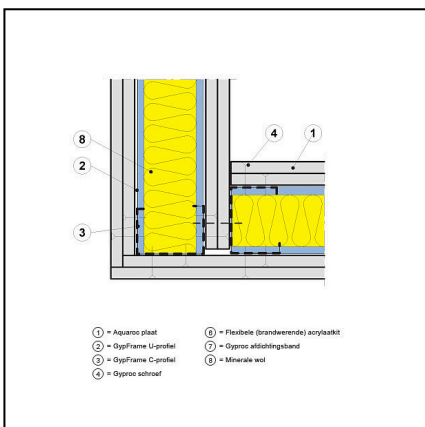 4
1
8
2
3
1 = Aquaroc plaat
2 = GypFrame U-profiel
3 = GypFrame C-profiel
4 = Gyproc schroef
6 = Flexibele (brandwerende) acrylaatkit
7 = Gyproc afdichtingsband
8 = Minerale wol